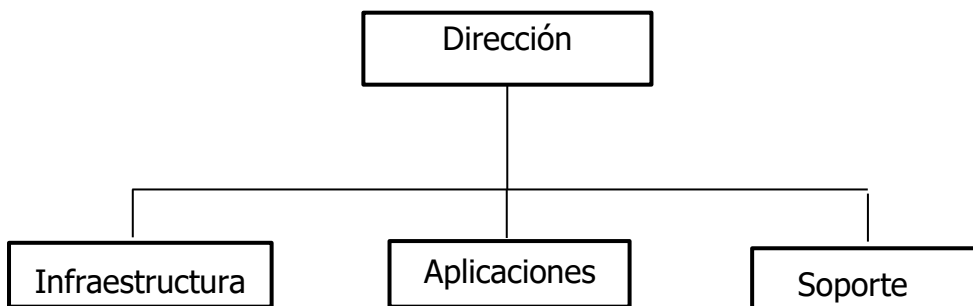 Dirección
Infraestructura
Aplicaciones
Soporte